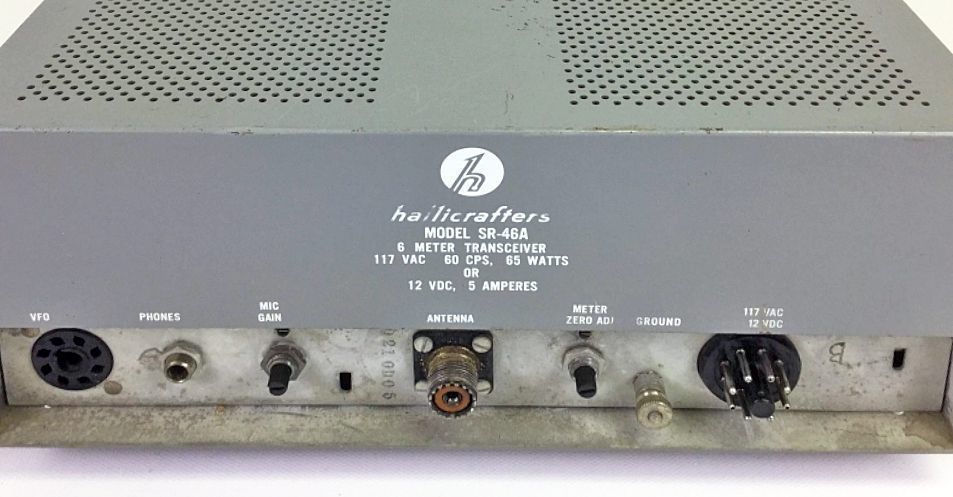 h
hallicrafters
MODEL SR-46A
6 METER TRANSCEIVER
117 VAC 60 CPS, 65 WATTS
OR
12 VDC, 5 AMPERES
VFO
PHONES
MIC
GAIN
ANTENNA
METER
ZERO ADJ
GROUND
117 VAC
12 VDC